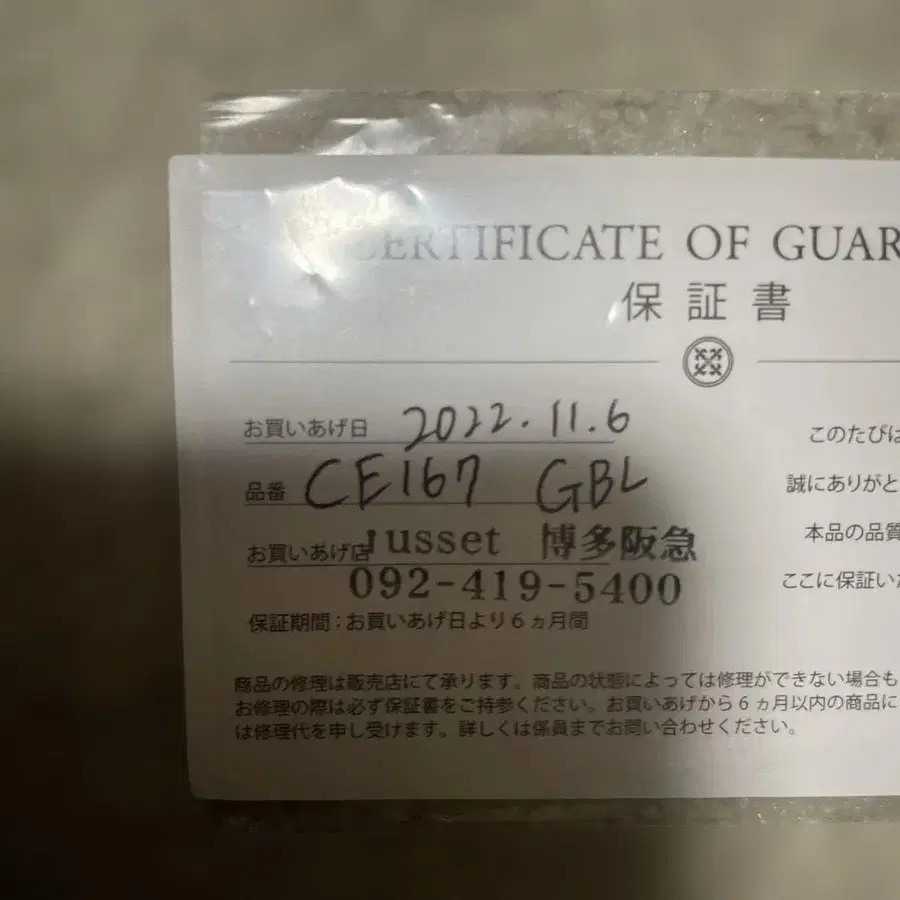 CERTIFICATE OF GUAR
保証書
お買いあげ日 2022.11.6
品番 CE167 GBL
お買いあげ店 russet 博多阪急
092-419-5400
保証期間：お買いあげ日より6ヵ月間
商品の修理は販売店にて承ります。商品の状態によっては修理ができない場合も
お修理の際は必ず保証書をご持参ください。お買いあげから6ヵ月以内の商品に
は修理代を申し受けます。詳しくは係員までお問い合わせください。
このたびは
誠にありがと
本品の品質
ここに保証い